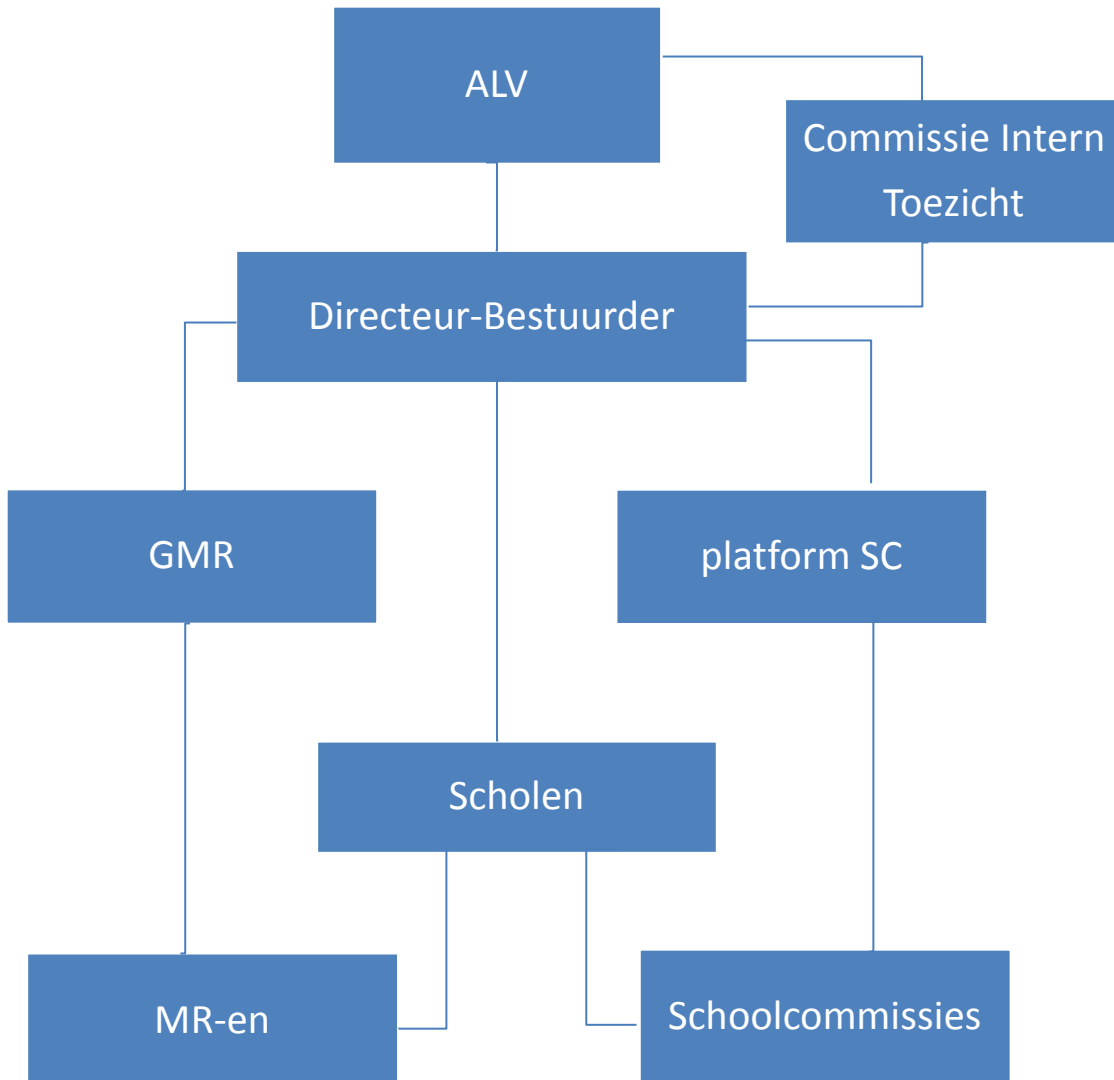 ALV
Commissie Intern
Toezicht
Directeur-Bestuurder
GMR
platform SC
Scholen
MR-en
Schoolcommissies